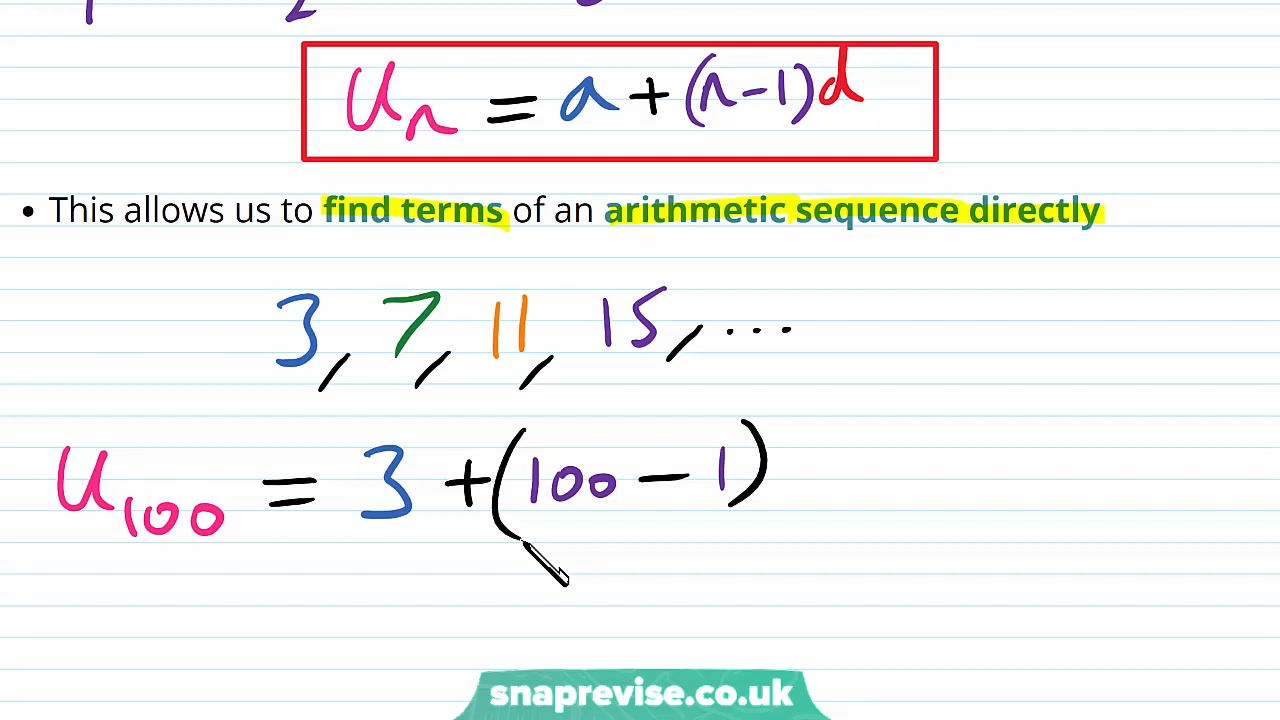 uₙ = a + (n-1)d
• This allows us to find terms of an arithmetic sequence directly
3, 7, 11, 15, ...
u₁₀₀ = 3 + (100 - 1)
snaprevise.co.uk